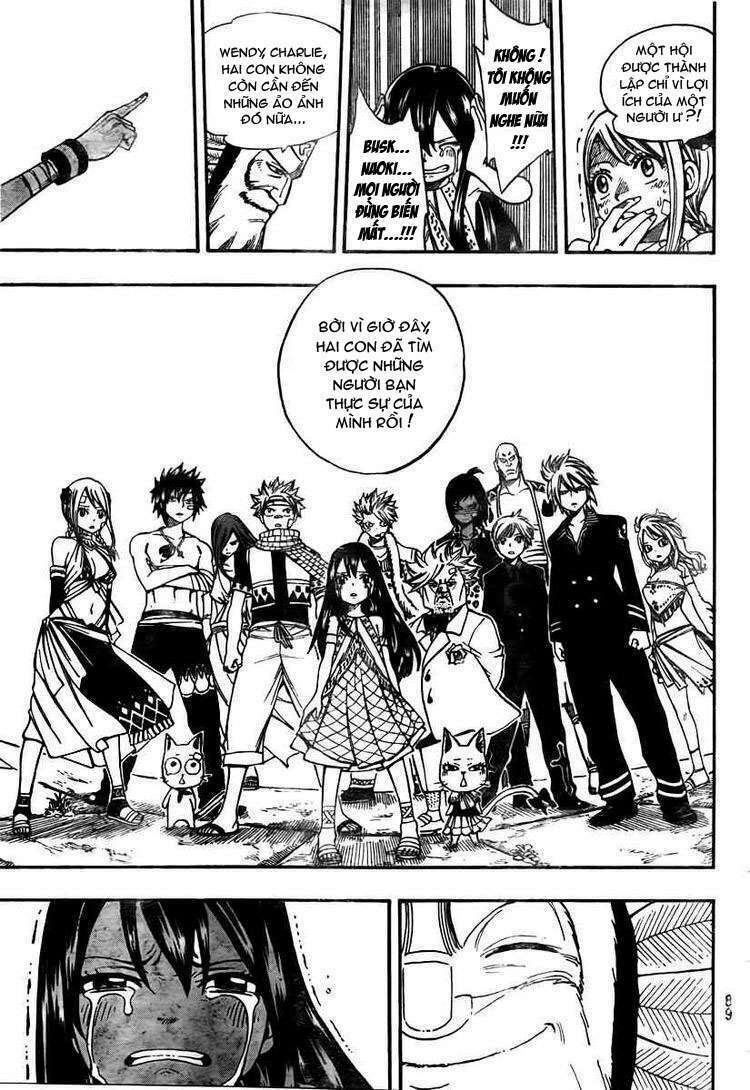 MỘT HỘI
ĐƯỢC THÀNH
LẬP CHỈ VÌ LỢI
ÍCH CỦA MỘT
NGƯỜI Ư ?!
KHÔNG !
TÔI KHÔNG
MUỐN
NGHE NỮA
!!!
BUSK...
NAOKI...
MỌI NGƯỜI
ĐỪNG BIẾN
MẤT....!!!
WENDY, CHARLIE,
HAI CON KHÔNG
CÒN CẦN ĐẾN
NHỮNG ẢO ẢNH
ĐÓ NỮA...
BỞI VÌ GIỜ ĐÂY,
HAI CON ĐÃ TÌM
ĐƯỢC NHỮNG
NGƯỜI BẠN
THỰC SỰ CỦA
MÌNH RỒI !
89